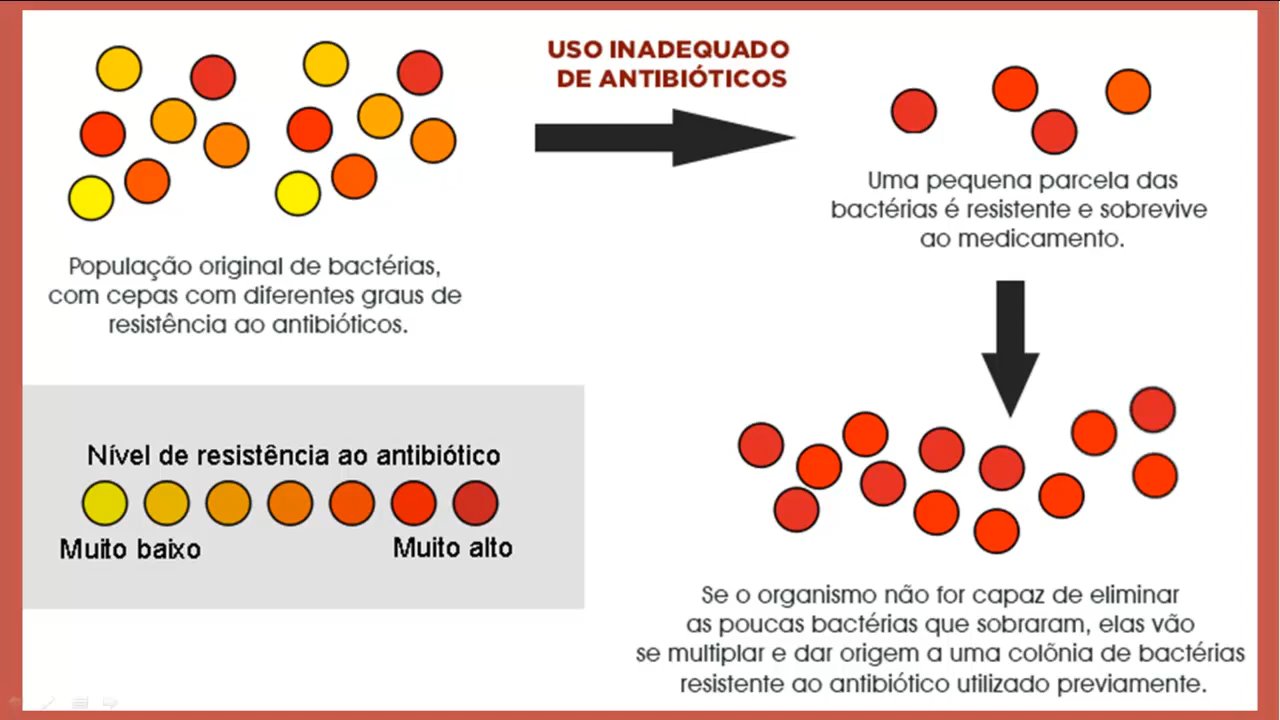 USO INADEQUADO
DE ANTIBIÓTICOS
População original de bactérias,
com cepas com diferentes graus de
resistência ao antibióticos.
Uma pequena parcela das
bactérias é resistente e sobrevive
ao medicamento.
Nível de resistência ao antibiótico
Muito baixo
Muito alto
Se o organismo não for capaz de eliminar
as poucas bactérias que sobraram, elas vão
se multiplar e dar origem a uma colõnia de bactérias
resistente ao antibiótico utilizado previamente.